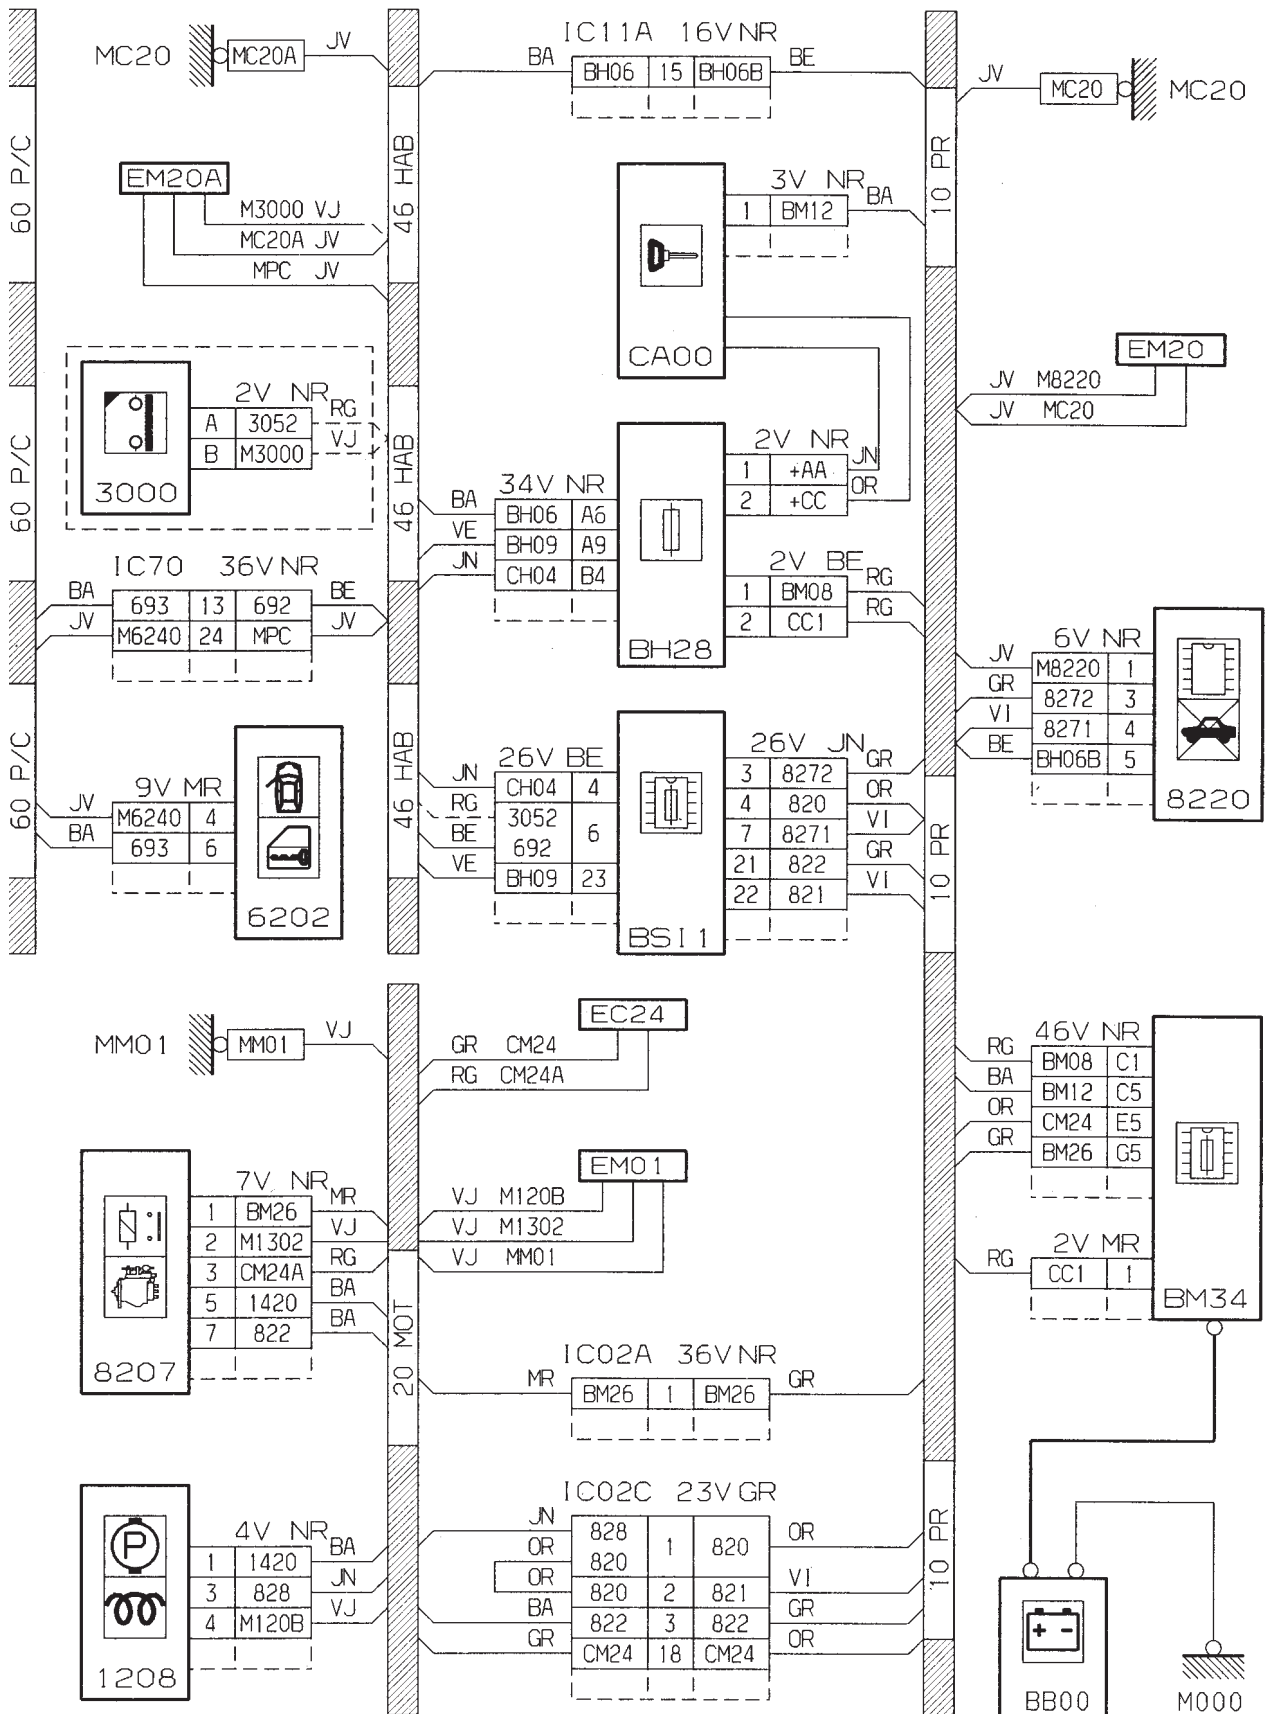 IC11A 16V NR
MC20 MC20A JV
BA BH06 15 BH06B BE
JV MC20 MC20
60 P/C
46 HAB
10 PR
EM20A
M3000 VJ
MC20A JV
MPC JV
3V NR
1 BM12 BA
CA00
EM20
JV M8220
JV MC20
60 P/C
46 HAB
2V NR
A 3052 RG
B M3000 VJ
3000
34V NR
BA BH06 A6
VE BH09 A9
JN CH04 B4
2V NR
1 +AA JN
2 +CC OR
2V BE
1 BM08 RG
2 CC1 RG
BH28
IC70 36V NR
BA 693 13 692 BE
JV M6240 24 MPC JV
6V NR
JV M8220 1
GR 8272 3
VI 8271 4
BE BH06B 5
8220
60 P/C
46 HAB
10 PR
9V MR
JV M6240 4
BA 693 6
6202
26V BE
JN CH04 4
RG 3052
BE 692 6
VE BH09 23
26V JN
3 8272 GR
4 820 OR
7 8271 VI
21 822 GR
22 821 VI
BSI1
MM01 MM01 VJ
EC24
GR CM24
RG CM24A
46V NR
RG BM08 C1
BA BM12 C5
OR CM24 E5
GR BM26 G5
2V MR
RG CC1 1
BM34
7V NR
1 BM26 MR
2 M1302 VJ
3 CM24A RG
5 1420 BA
7 822 BA
8207
EM01
VJ M120B
VJ M1302
VJ MM01
20 MOT
IC02A 36V NR
MR BM26 1 BM26 GR
IC02C 23V GR
JN 828
OR 820 1 820 OR
OR 820 2 821 VI
BA 822 3 822 GR
GR CM24 18 CM24 OR
10 PR
P
4V NR
1 1420 BA
3 828 JN
4 M120B VJ
1208
+ -
BB00
M000